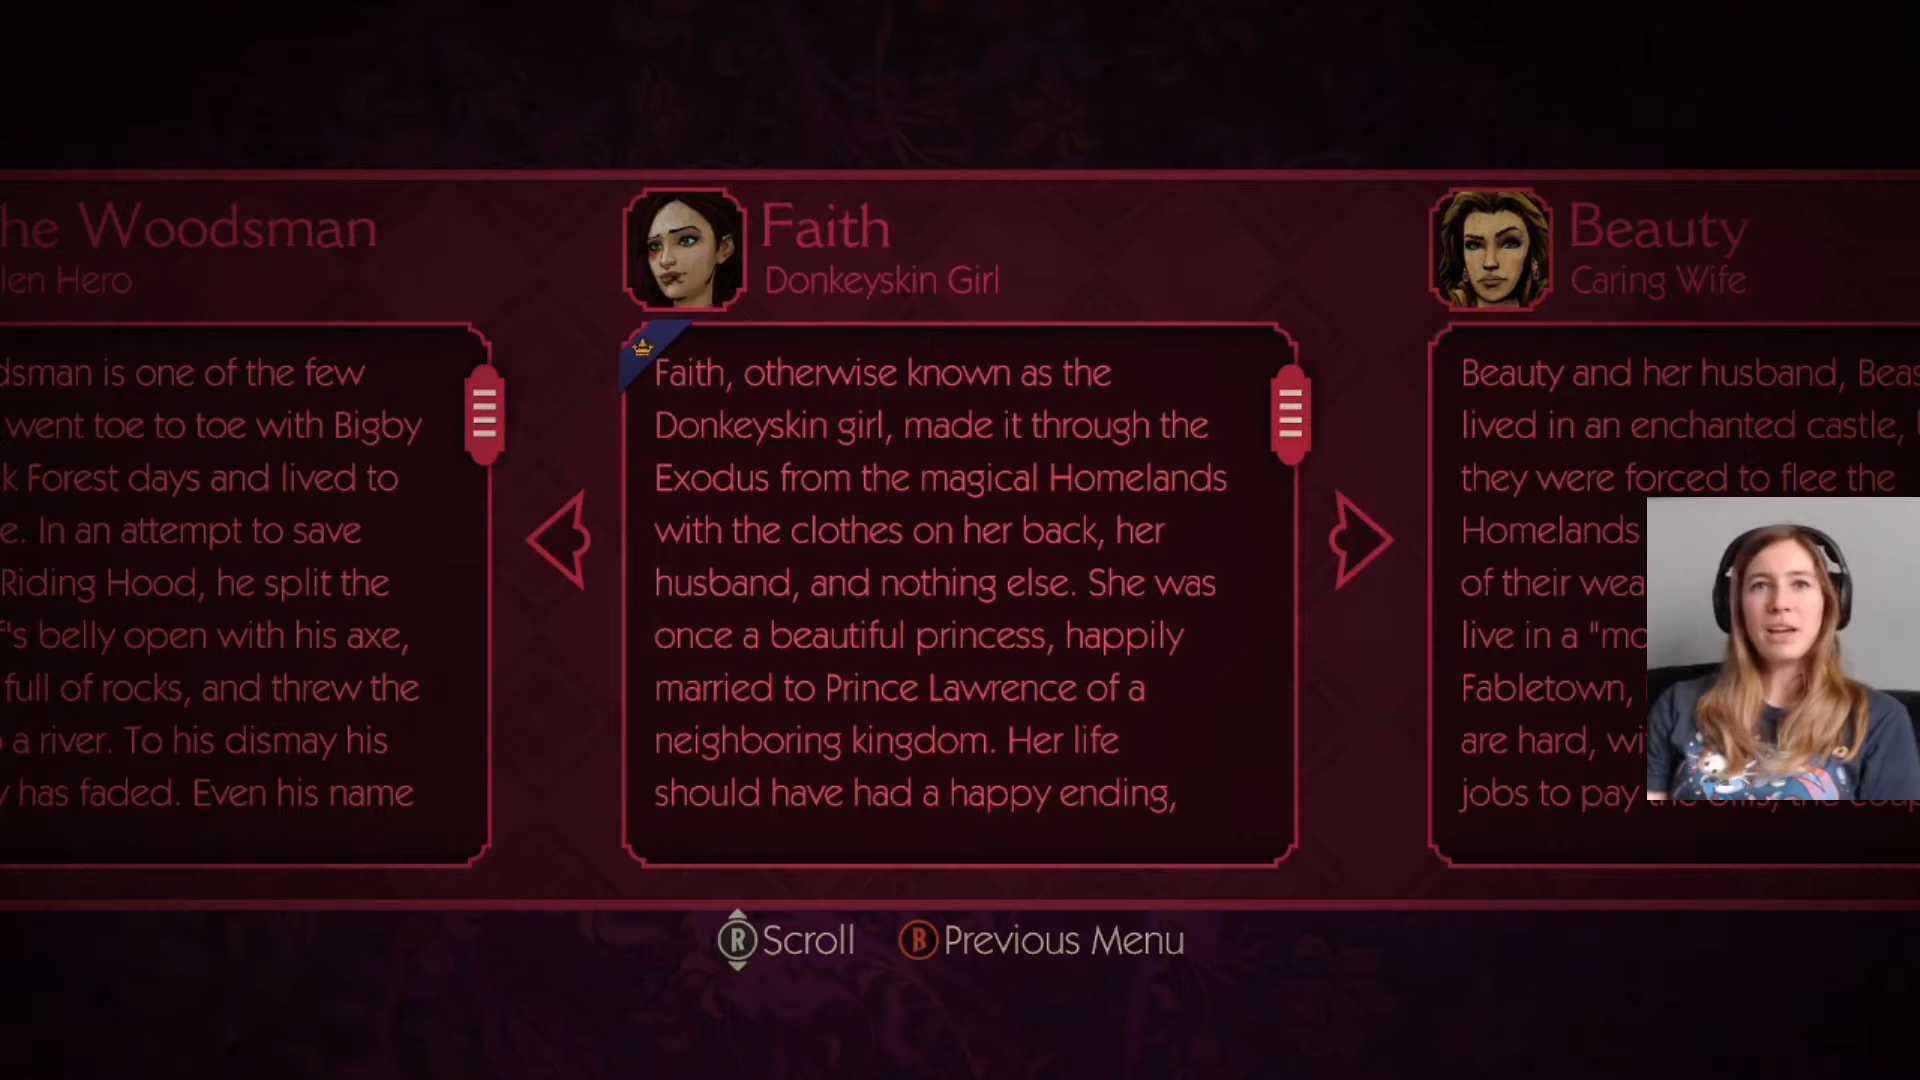 he Woodsman
len Hero
dsman is one of the few
went toe to toe with Bigby
k Forest days and lived to
e. In an attempt to save
Riding Hood, he split the
f's belly open with his axe,
full of rocks, and threw the
a river. To his dismay his
y has faded. Even his name
Faith
Donkeyskin Girl
Faith, otherwise known as the
Donkeyskin girl, made it through the
Exodus from the magical Homelands
with the clothes on her back, her
husband, and nothing else. She was
once a beautiful princess, happily
married to Prince Lawrence of a
neighboring kingdom. Her life
should have had a happy ending,
Beauty
Caring Wife
Beauty and her husband, Beas
lived in an enchanted castle,
they were forced to flee the
Homelands
of their wea
live in a "mo
Fabletown,
are hard, wi
jobs to pay
R Scroll
B Previous Menu